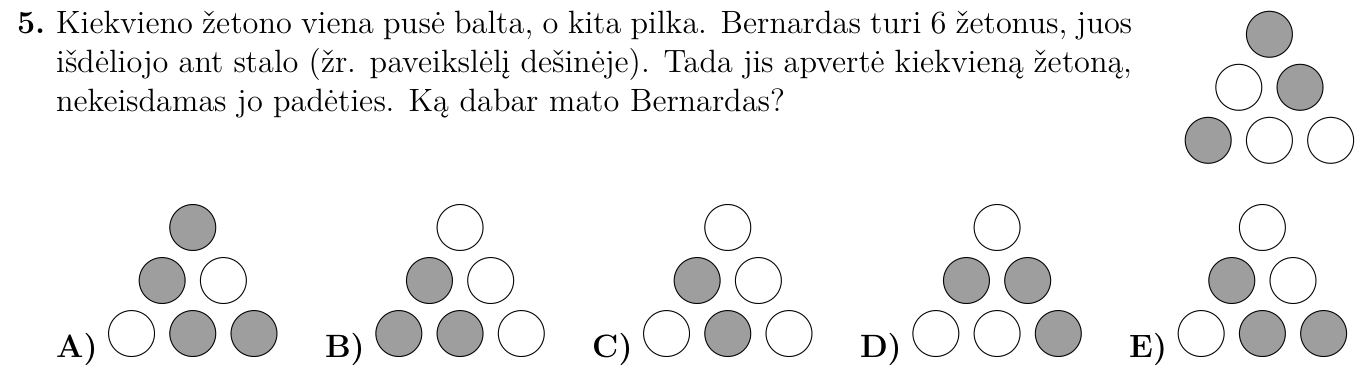 5. Kiekvieno žetono viena pusė balta, o kita pilka. Bernardas turi 6 žetonus, juos
išdėliojo ant stalo (žr. paveikslėlį dešinėje). Tada jis apvertė kiekvieną žetoną,
nekeisdamas jo padėties. Ką dabar mato Bernardas?
A) B) C) D) E)